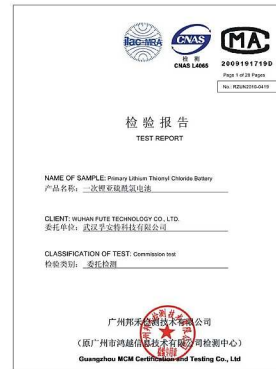 ilac-MRA
CNAS
检 测
CNAS L4065
MA
2009191719D
Page 1 of 28 Pages
检 验 报 告
TEST REPORT
NAME OF SAMPLE: Primary Lithium Thionyl Chloride Battery
产品名称： 一次锂亚硫酰氯电池
CLIENT: WUHAN FUTE TECHNOLOGY CO., LTD.
委托单位： 武汉孚安特科技有限公司
CLASSIFICATION OF TEST: Commission test
检验类别： 委托检测
广州邦禾检测技术有限公司
（原广州市鸿越信息技术有限公司检测中心）
Guangzhou MCM Certification and Testing Co., Ltd